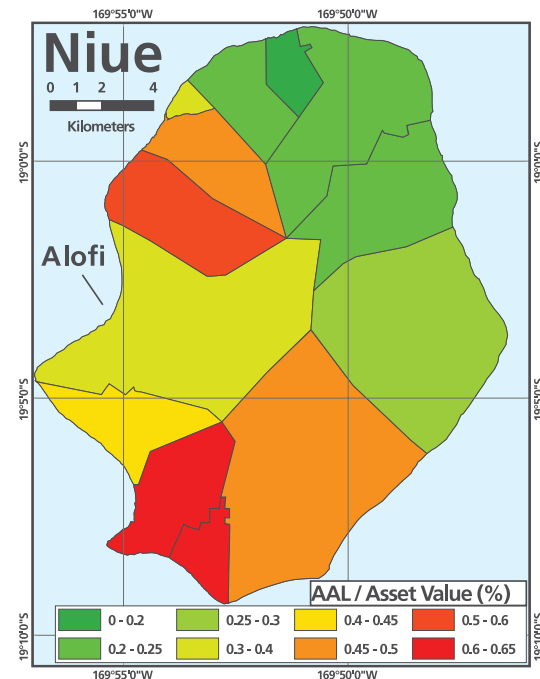 169°55'0"W 169°50'0"W
Niue
0 1 2 4
Kilometers
19°0'0"S 19°0'0"S
Alofi
19°5'0"S 19°5'0"S
AAL / Asset Value (%)
0 - 0.2 0.25 - 0.3 0.4 - 0.45 0.5 - 0.6
0.2 - 0.25 0.3 - 0.4 0.45 - 0.5 0.6 - 0.65
19°10'0"S 19°10'0"S
169°55'0"W 169°50'0"W